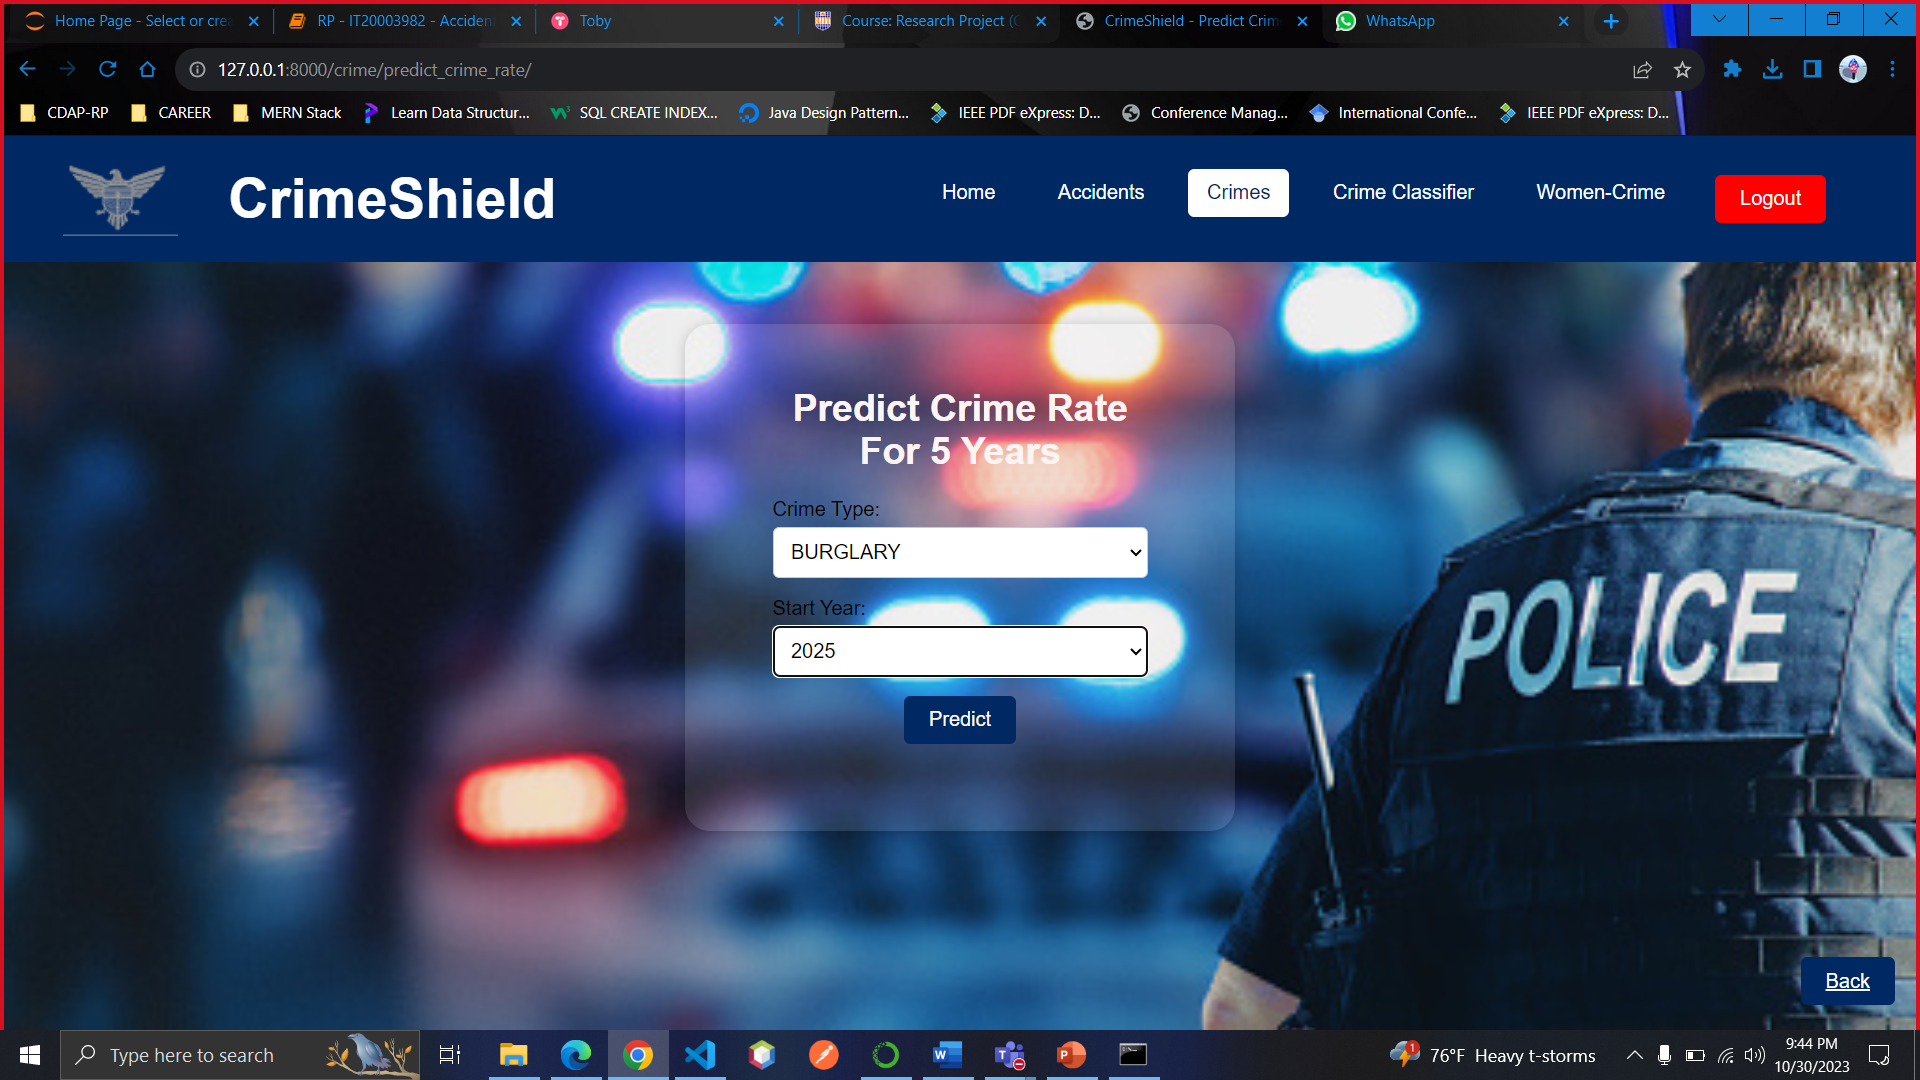 Home Page - Select or crea
RP - IT20003982 - Acciden
Toby
Course: Research Project (C
CrimeShield - Predict Crim
WhatsApp
127.0.0.1:8000/crime/predict_crime_rate/
CDAP-RP
CAREER
MERN Stack
Learn Data Structur...
SQL CREATE INDEX...
Java Design Pattern...
IEEE PDF eXpress: D...
Conference Manag...
International Confe...
IEEE PDF eXpress: D...
CrimeShield
Home
Accidents
Crimes
Crime Classifier
Women-Crime
Logout
Predict Crime Rate
For 5 Years
Crime Type:
BURGLARY
Start Year:
2025
Predict
POLICE
Back
Type here to search
1
76°F Heavy t-storms
9:44 PM
10/30/2023